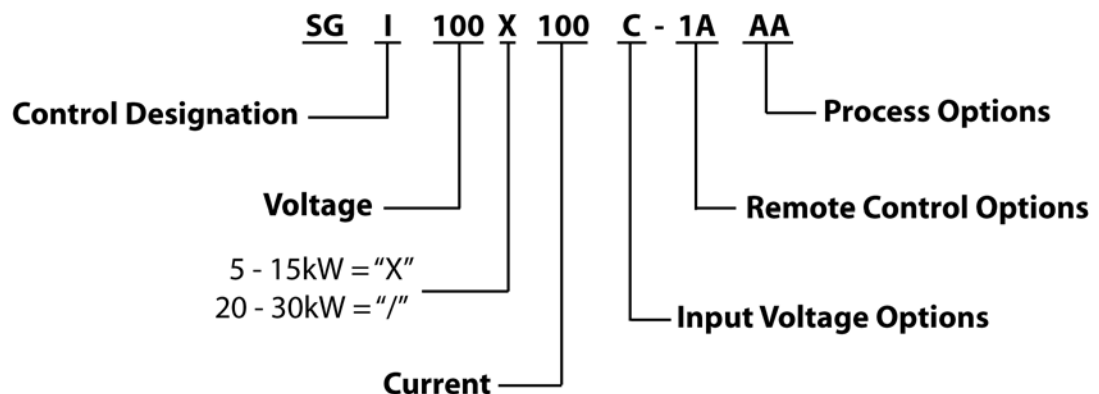 SG I 100 X 100 C - 1A AA
Control Designation
Process Options
Voltage
Remote Control Options
5 - 15kW = “X”
20 - 30kW = “/”
Input Voltage Options
Current